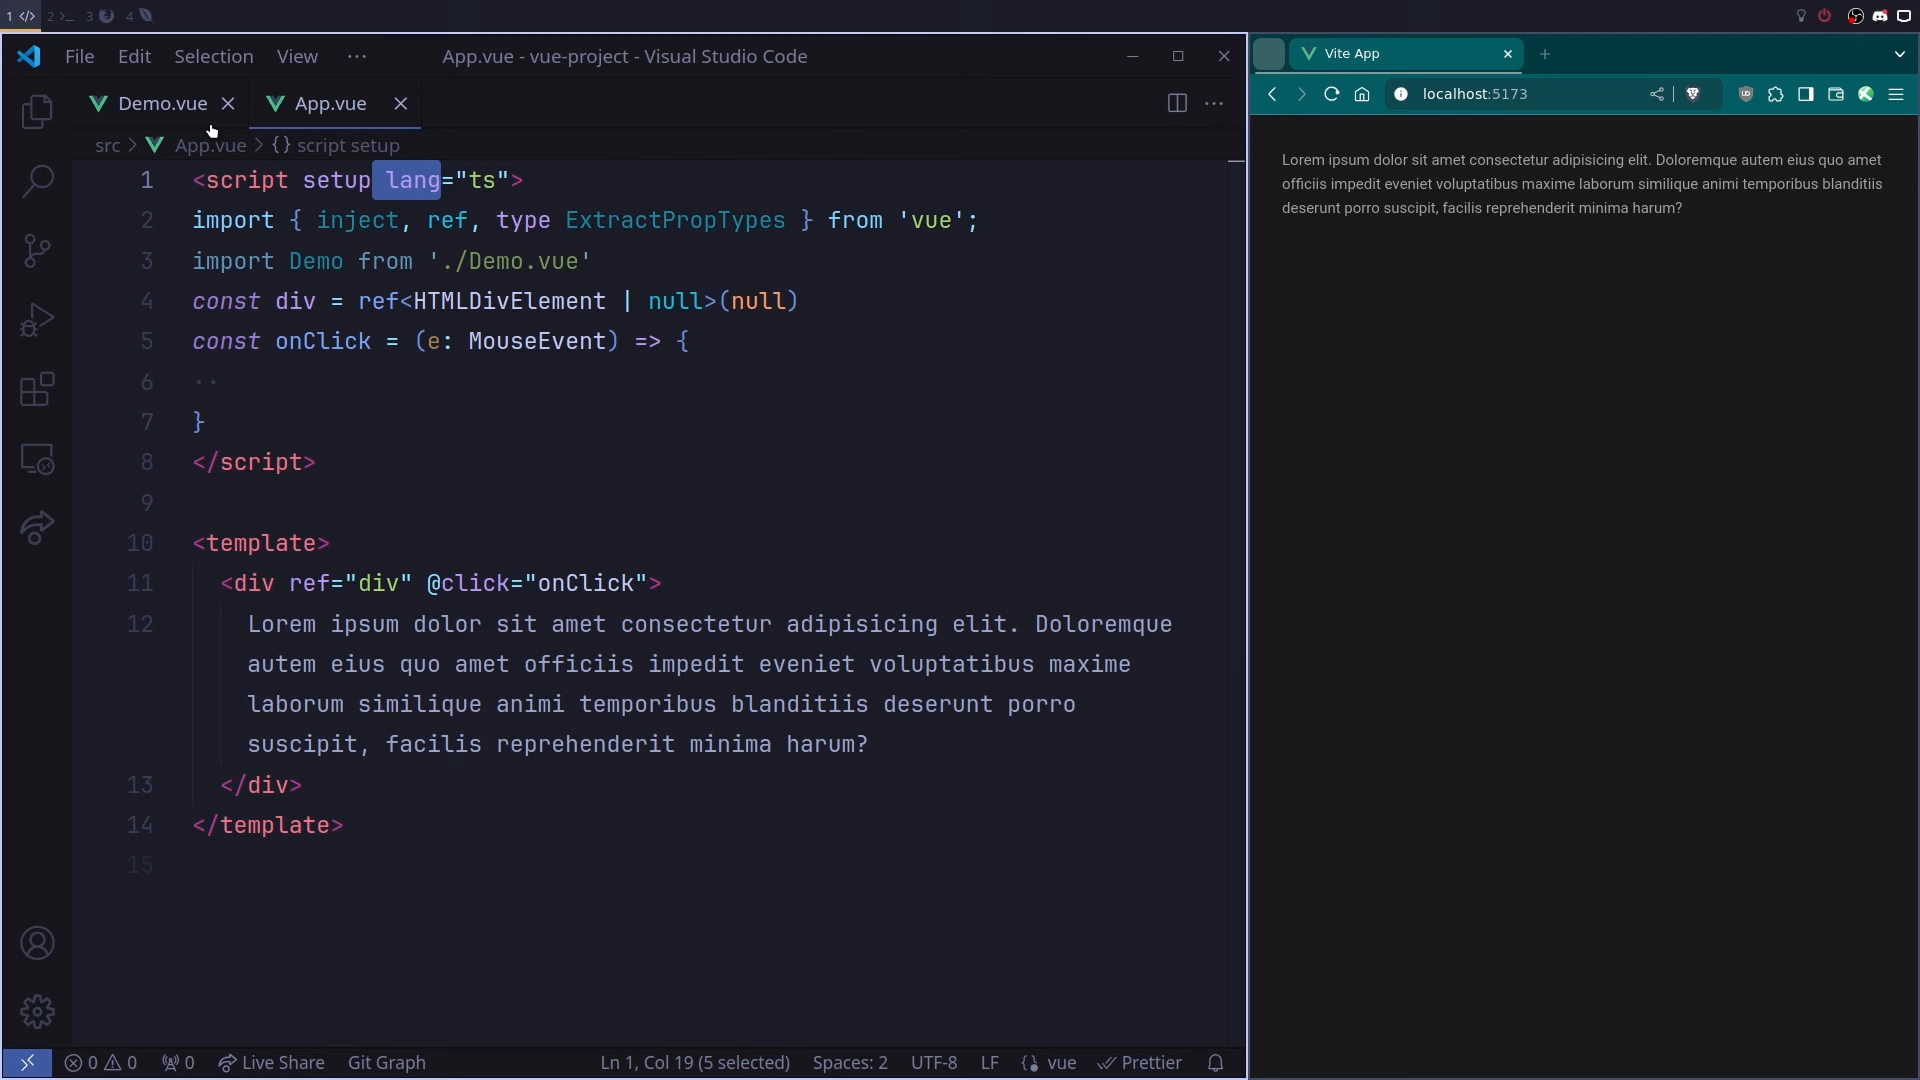 1 </> 2 >_ 3 4
File Edit Selection View ··· App.vue - vue-project - Visual Studio Code
Demo.vue App.vue
src > App.vue > {} script setup
1 <script setup lang="ts">
2 import { inject, ref, type ExtractPropTypes } from 'vue';
3 import Demo from './Demo.vue'
4 const div = ref<HTMLDivElement | null>(null)
5 const onClick = (e: MouseEvent) => {
6 ··
7 }
8 </script>
9
10 <template>
11 <div ref="div" @click="onClick">
12 Lorem ipsum dolor sit amet consectetur adipisicing elit. Doloremque
autem eius quo amet officiis impedit eveniet voluptatibus maxime
laborum similique animi temporibus blanditiis deserunt porro
suscipit, facilis reprehenderit minima harum?
13 </div>
14 </template>
15
0 0 0 Live Share Git Graph Ln 1, Col 19 (5 selected) Spaces: 2 UTF-8 LF {} vue Prettier
Vite App
localhost:5173
Lorem ipsum dolor sit amet consectetur adipisicing elit. Doloremque autem eius quo amet
officiis impedit eveniet voluptatibus maxime laborum similique animi temporibus blanditiis
deserunt porro suscipit, facilis reprehenderit minima harum?